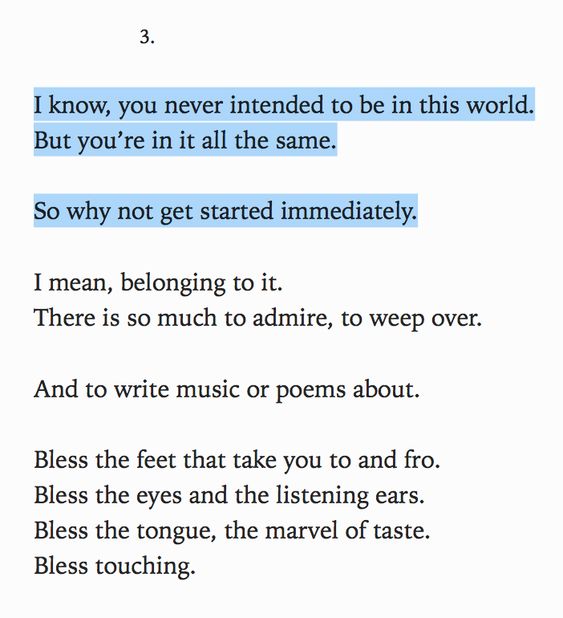 3.
I know, you never intended to be in this world.
But you’re in it all the same.
So why not get started immediately.
I mean, belonging to it.
There is so much to admire, to weep over.
And to write music or poems about.
Bless the feet that take you to and fro.
Bless the eyes and the listening ears.
Bless the tongue, the marvel of taste.
Bless touching.